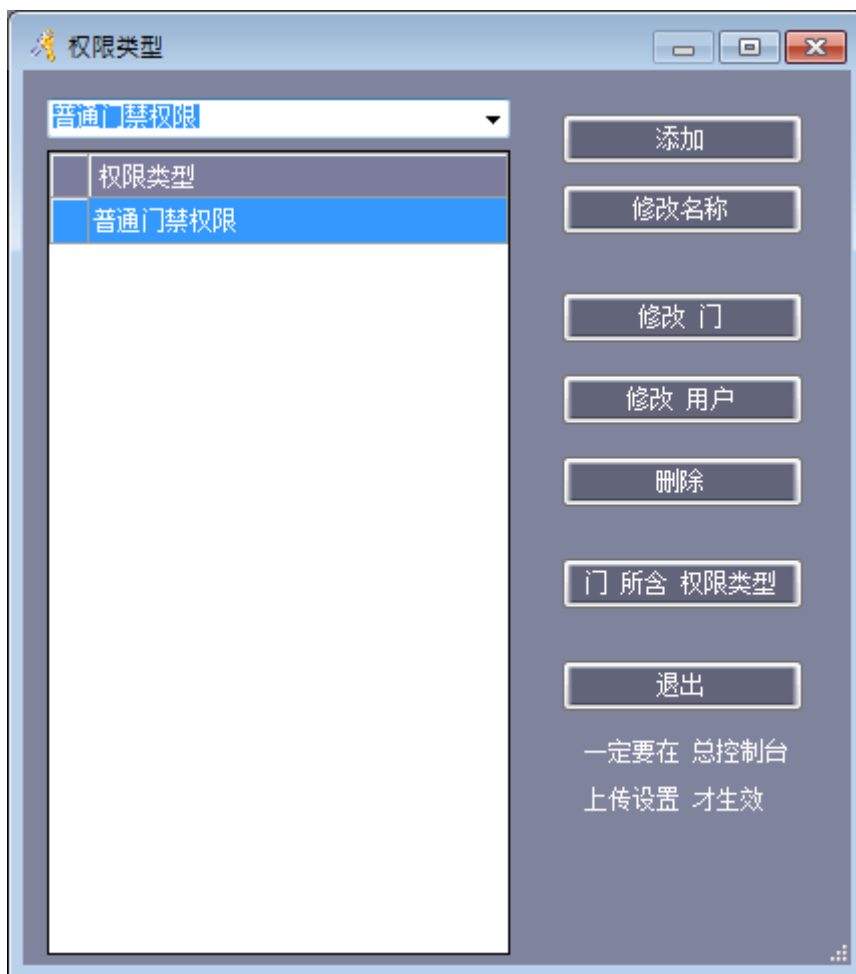 权限类型
普通门禁权限
权限类型
普通门禁权限
添加
修改名称
修改 门
修改 用户
删除
门 所含 权限类型
退出
一定要在 总控制台
上传设置 才生效